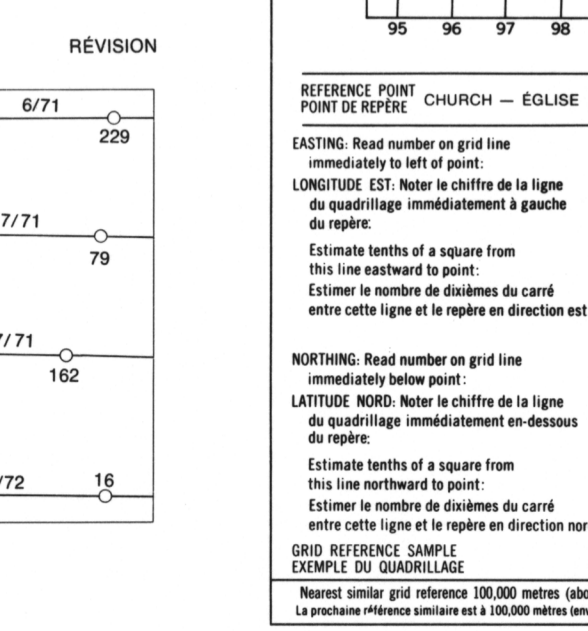 RÉVISION
6/71
229
7/71
79
7/71
162
/72
16
95 96 97 98
REFERENCE POINT
POINT DE REPÈRE
CHURCH — ÉGLISE
EASTING: Read number on grid line
immediately to left of point:
LONGITUDE EST: Noter le chiffre de la ligne
du quadrillage immédiatement à gauche
du repère:
Estimate tenths of a square from
this line eastward to point:
Estimer le nombre de dixièmes du carré
entre cette ligne et le repère en direction est
NORTHING: Read number on grid line
immediately below point:
LATITUDE NORD: Noter le chiffre de la ligne
du quadrillage immédiatement en-dessous
du repère:
Estimate tenths of a square from
this line northward to point:
Estimer le nombre de dixièmes du carré
entre cette ligne et le repère en direction nor
GRID REFERENCE SAMPLE
EXEMPLE DU QUADRILLAGE
Nearest similar grid reference 100,000 metres (abo
La prochaine référence similaire est à 100,000 mètres (env